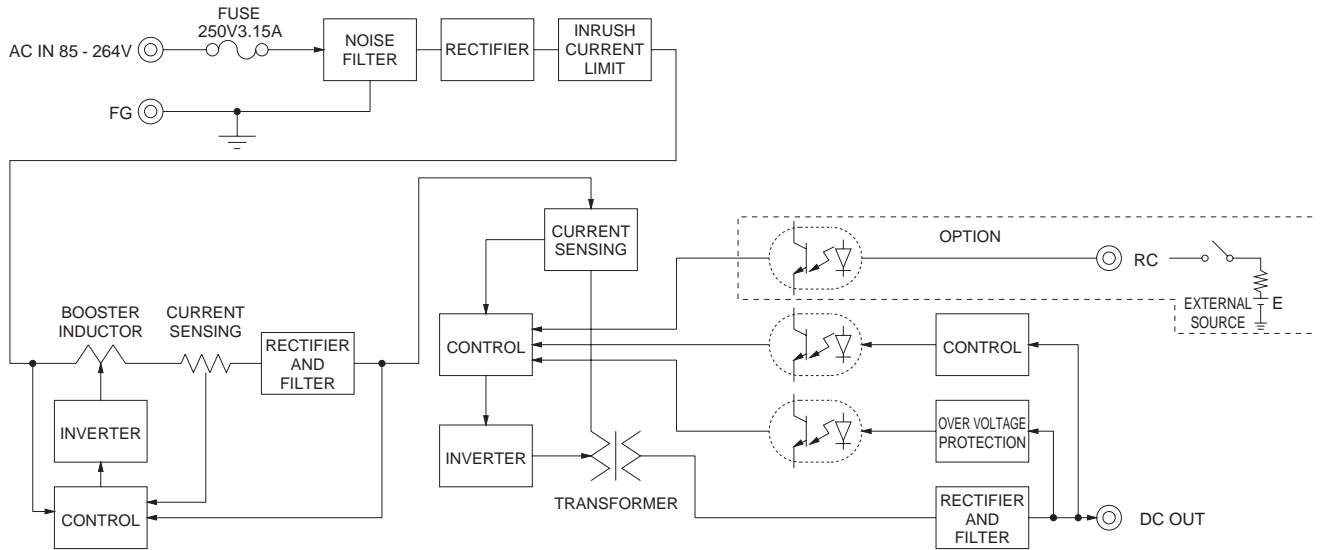 FUSE
250V3.15A
AC IN 85 - 264V
NOISE
FILTER
RECTIFIER
INRUSH
CURRENT
LIMIT
FG
CURRENT
SENSING
OPTION
RC
EXTERNAL
SOURCE
E
BOOSTER
INDUCTOR
CURRENT
SENSING
RECTIFIER
AND
FILTER
CONTROL
CONTROL
INVERTER
INVERTER
OVER VOLTAGE
PROTECTION
CONTROL
TRANSFORMER
RECTIFIER
AND
FILTER
DC OUT